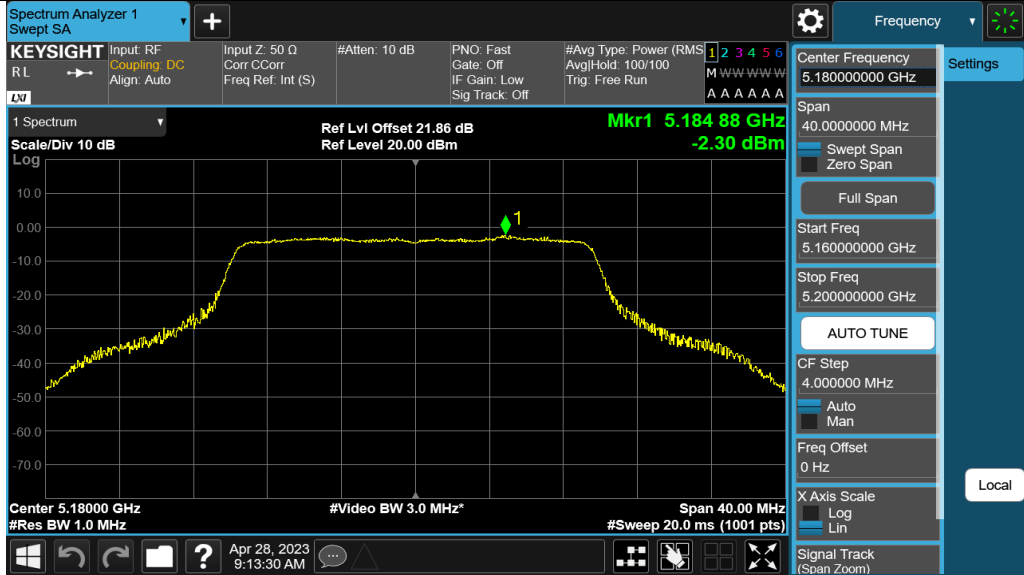 Spectrum Analyzer 1
Swept SA
+
Frequency
KEYSIGHT
R L
LXI
Input: RF
Coupling: DC
Align: Auto
Input Z: 50 Ω
Corr CCorr
Freq Ref: Int (S)
#Atten: 10 dB
PNO: Fast
Gate: Off
IF Gain: Low
Sig Track: Off
#Avg Type: Power (RMS
Avg|Hold: 100/100
Trig: Free Run
1 2 3 4 5 6
M W W W W W
A A A A A A
Center Frequency
5.180000000 GHz
Settings
Span
40.0000000 MHz
Swept Span
Zero Span
Full Span
Start Freq
5.160000000 GHz
Stop Freq
5.200000000 GHz
AUTO TUNE
CF Step
4.000000 MHz
Auto
Man
Freq Offset
0 Hz
X Axis Scale
Log
Lin
Signal Track
(Span Zoom)
Local
1 Spectrum
Scale/Div 10 dB
Log
Ref Lvl Offset 21.86 dB
Ref Level 20.00 dBm
Mkr1 5.184 88 GHz
-2.30 dBm
10.0
0.00
-10.0
-20.0
-30.0
-40.0
-50.0
-60.0
-70.0
1
Center 5.18000 GHz
#Res BW 1.0 MHz
#Video BW 3.0 MHz*
Span 40.00 MHz
#Sweep 20.0 ms (1001 pts)
?
Apr 28, 2023
9:13:30 AM